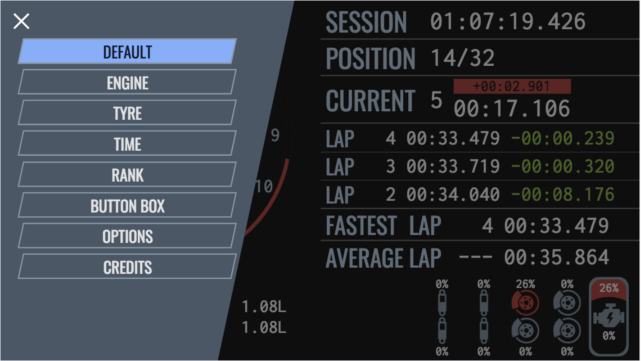 DEFAULT
ENGINE
TYRE
TIME
RANK
BUTTON BOX
OPTIONS
CREDITS
9
10
1.08L
1.08L
SESSION 01:07:19.426
POSITION 14/32
+00:02.901
CURRENT 5 00:17.106
LAP 4 00:33.479 -00:00.239
LAP 3 00:33.719 -00:00.320
LAP 2 00:34.040 -00:08.176
FASTEST LAP 4 00:33.479
AVERAGE LAP --- 00:35.864
0% 0% 26% 0% 26%
0%
0% 0% 0% 0%